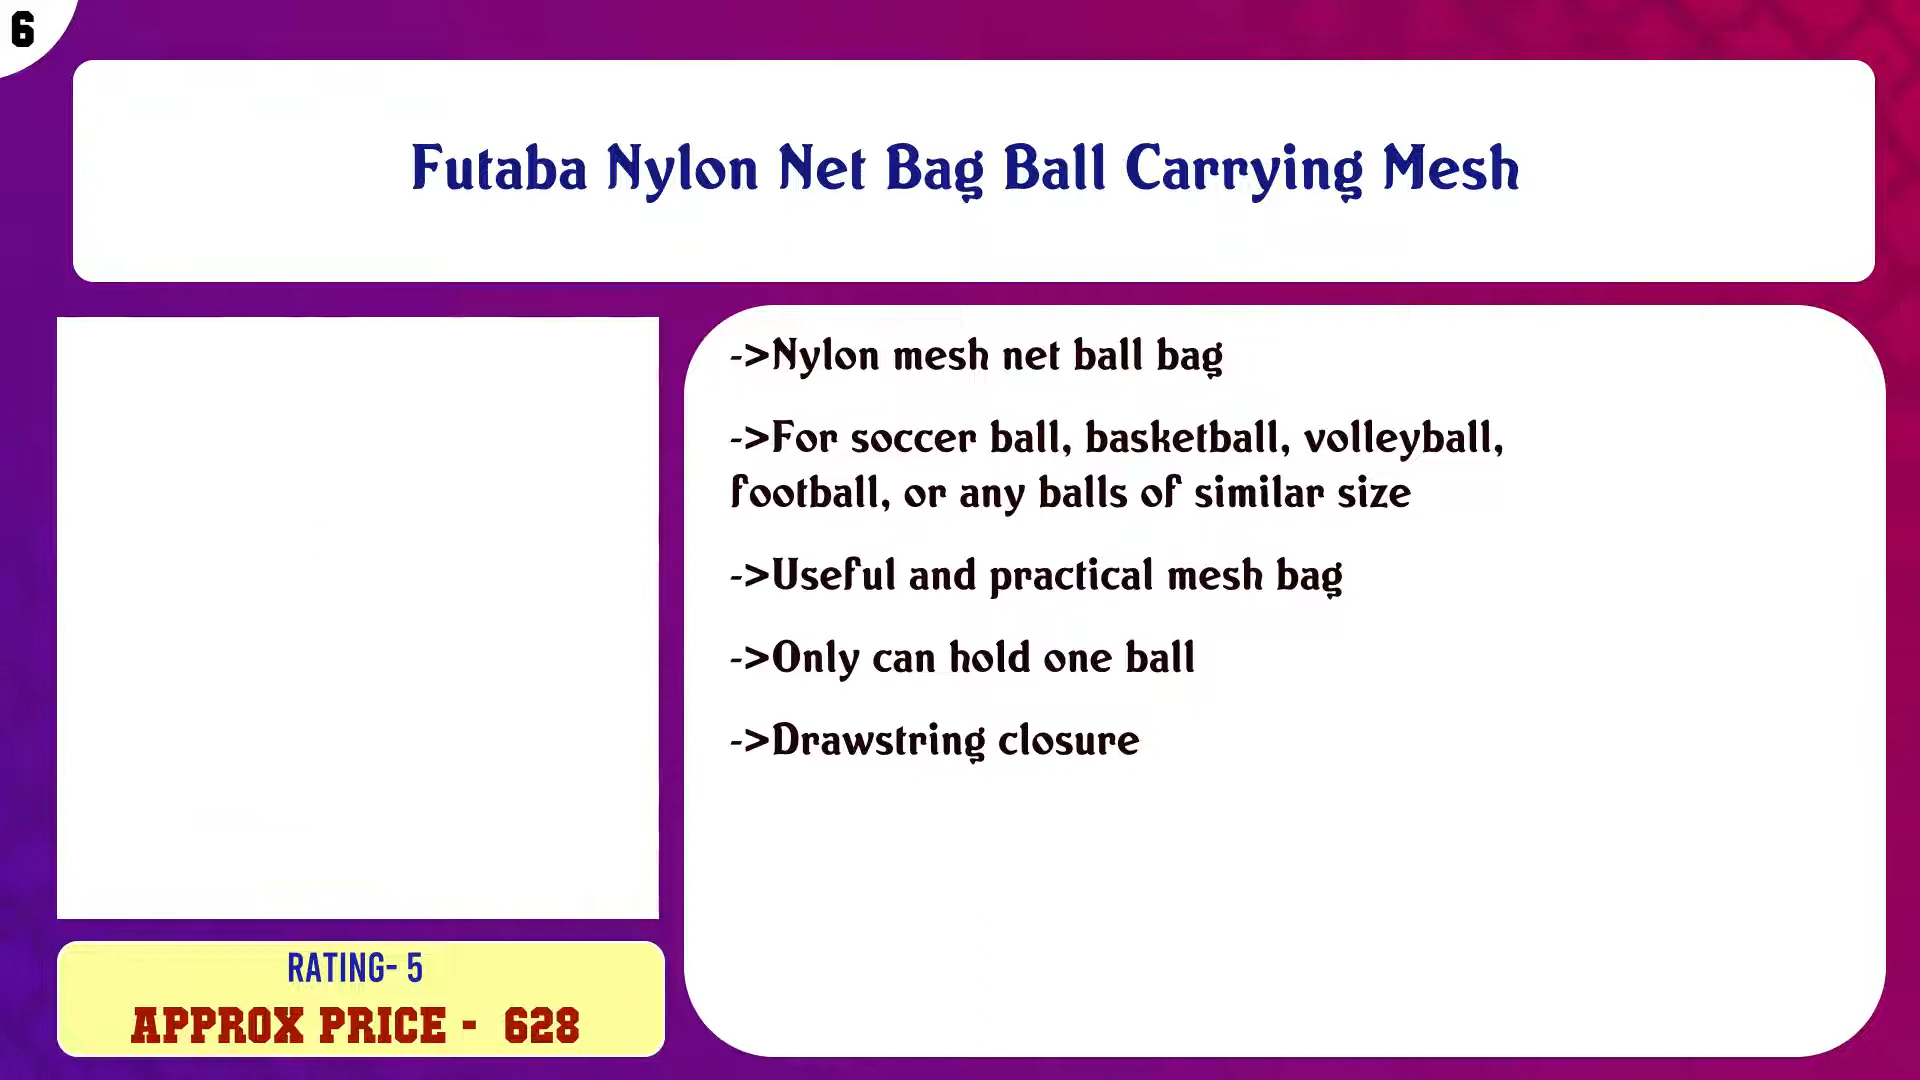 6
Futaba Nylon Net Bag Ball Carrying Mesh
->Nylon mesh net ball bag
->For soccer ball, basketball, volleyball,
football, or any balls of similar size
->Useful and practical mesh bag
->Only can hold one ball
->Drawstring closure
RATING- 5
APPROX PRICE - 628